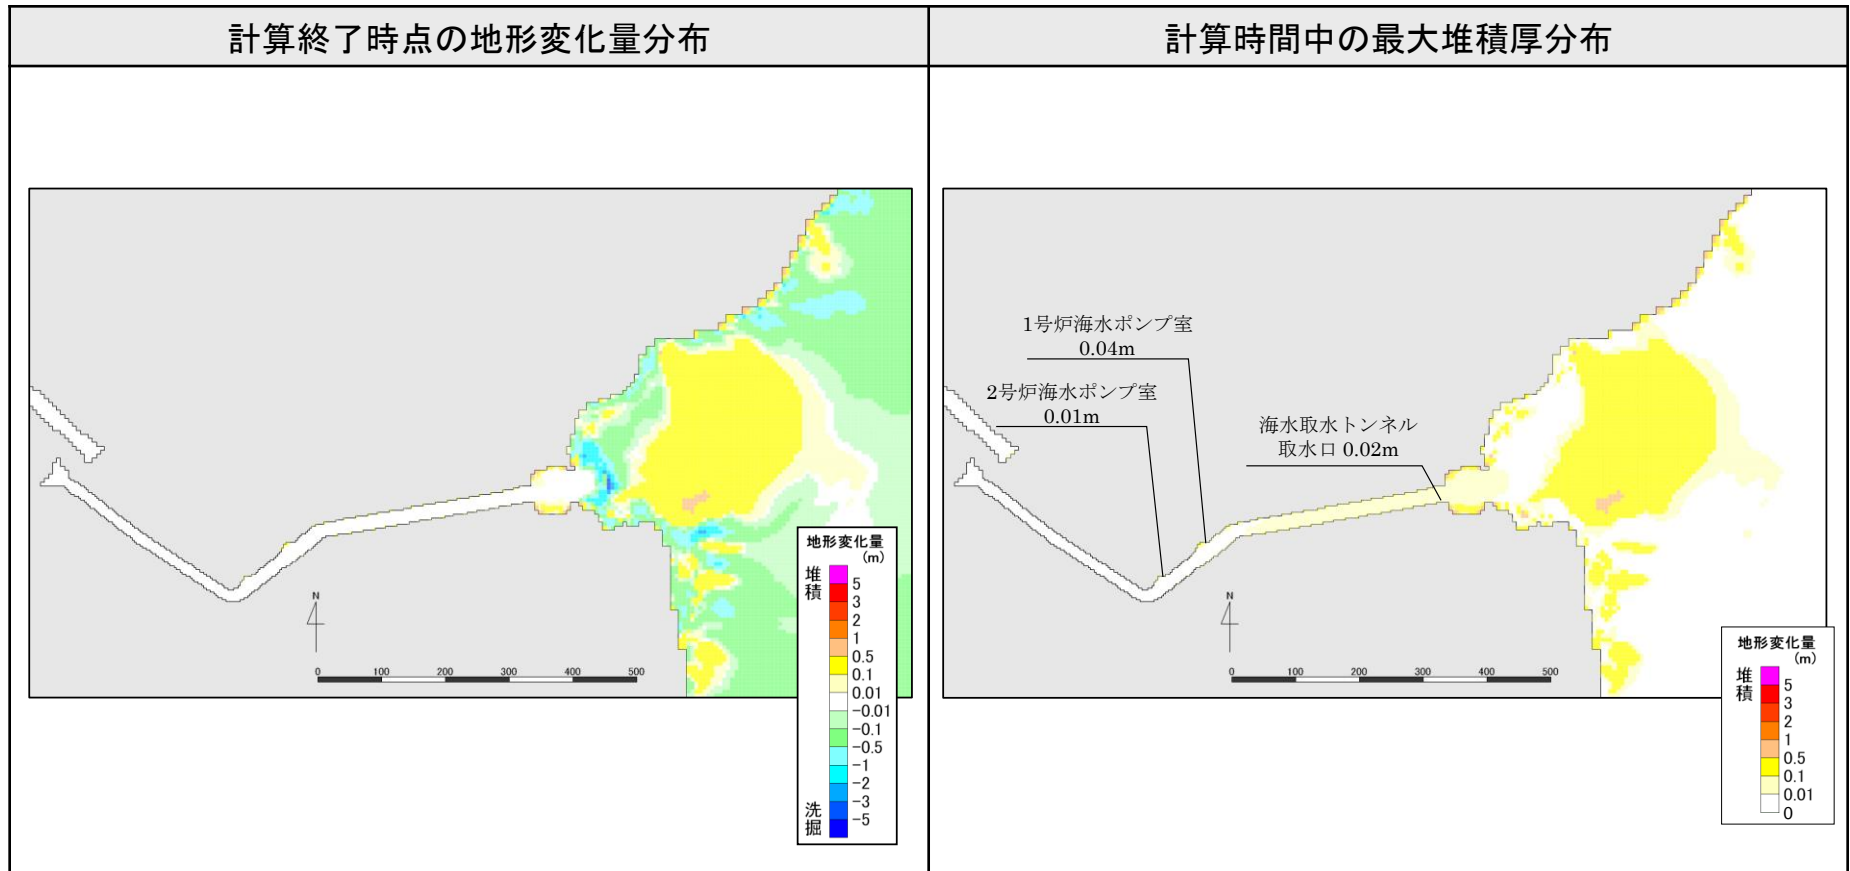 計算終了時点の地形変化量分布
計算時間中の最大堆積厚分布
N
0 100 200 300 400 500
地形変化量
(m)
堆積
5
3
2
1
0.5
0.1
0.01
-0.01
-0.1
-0.5
-1
-2
-3
-5
洗掘
1号炉海水ポンプ室
0.04m
2号炉海水ポンプ室
0.01m
海水取水トンネル
取水口 0.02m
N
0 100 200 300 400 500
地形変化量
(m)
堆積
5
3
2
1
0.5
0.1
0.01
0